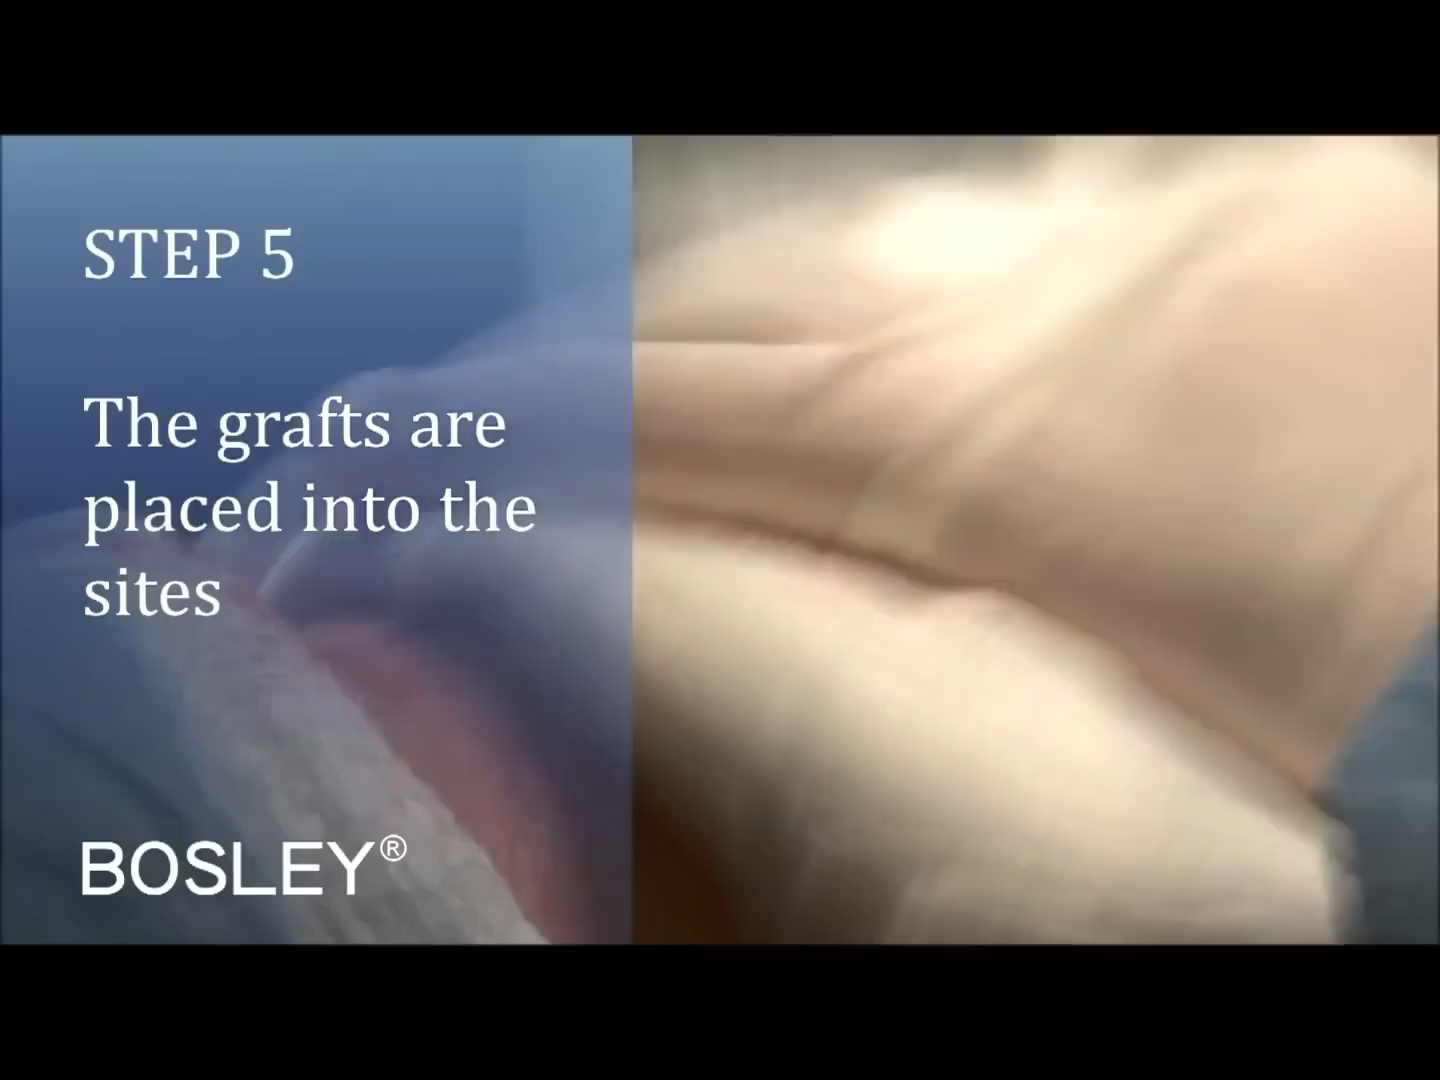 STEP 5
The grafts are
placed into the
sites
BOSLEY®